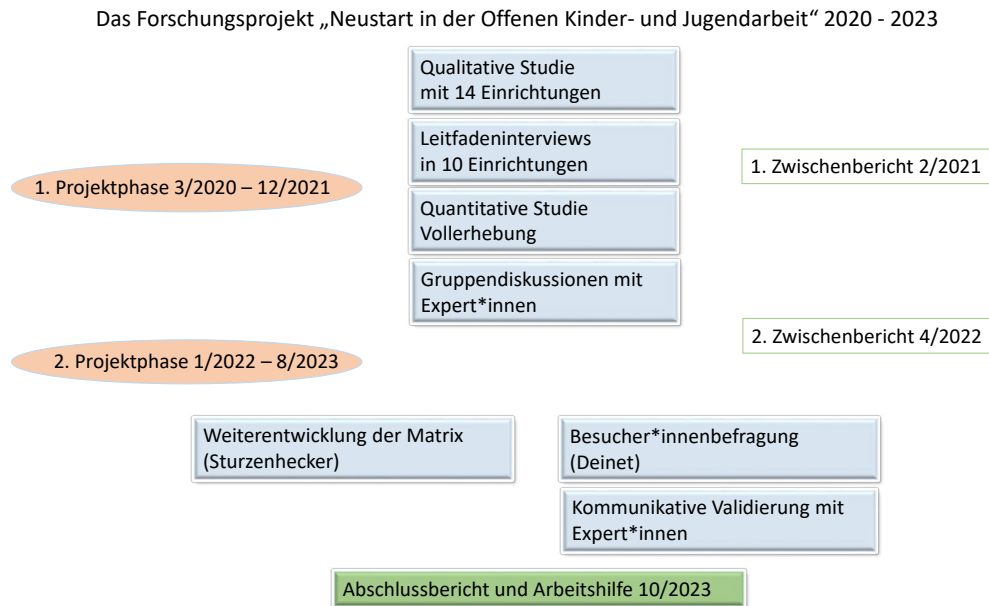 Das Forschungsprojekt „Neustart in der Offenen Kinder- und Jugendarbeit“ 2020 - 2023
Qualitative Studie
mit 14 Einrichtungen
Leitfadeninterviews
in 10 Einrichtungen
1. Zwischenbericht 2/2021
1. Projektphase 3/2020 – 12/2021
Quantitative Studie
Vollerhebung
Gruppendiskussionen mit
Expert*innen
2. Zwischenbericht 4/2022
2. Projektphase 1/2022 – 8/2023
Weiterentwicklung der Matrix
(Sturzenhecker)
Besucher*innenbefragung
(Deinet)
Kommunikative Validierung mit
Expert*innen
Abschlussbericht und Arbeitshilfe 10/2023